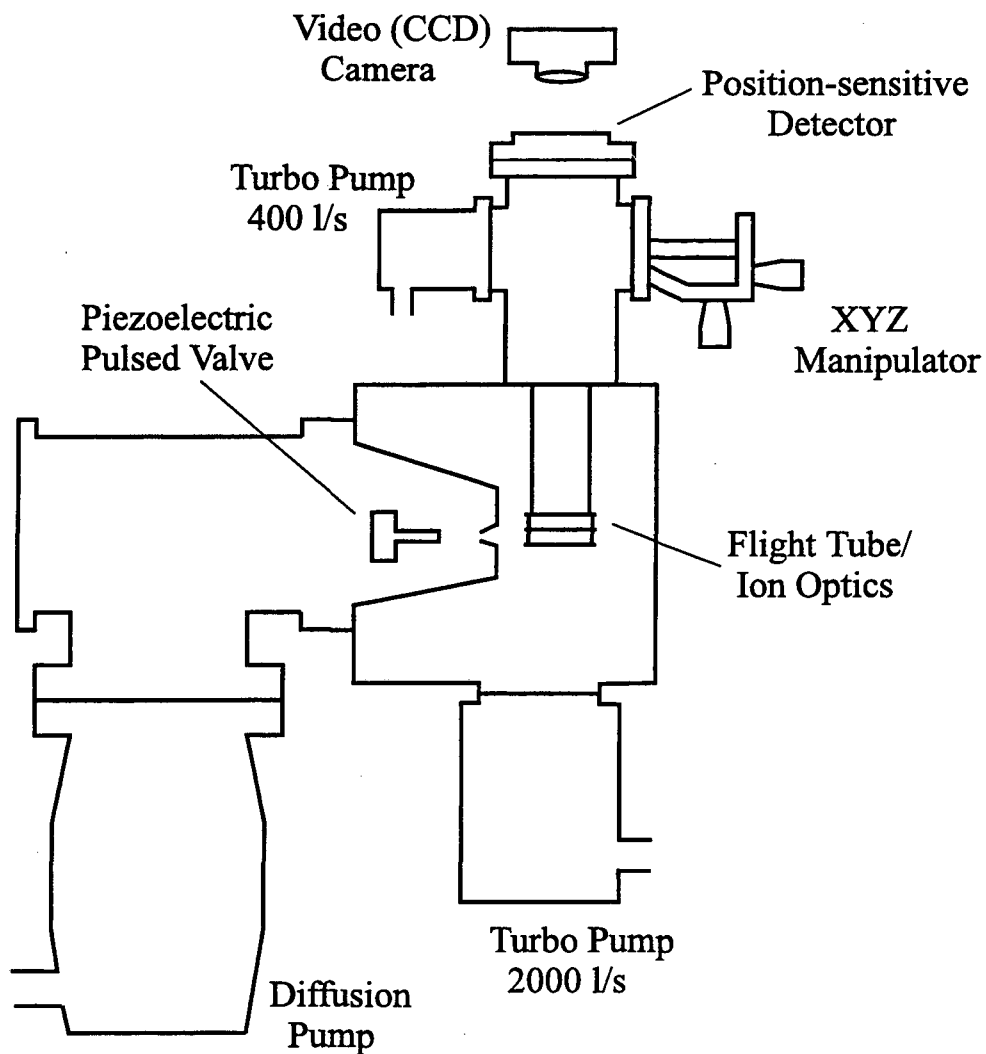 Video (CCD)
Camera
Position-sensitive
Detector
Turbo Pump
400 l/s
Piezoelectric
Pulsed Valve
XYZ
Manipulator
Flight Tube/
Ion Optics
Turbo Pump
2000 l/s
Diffusion
Pump